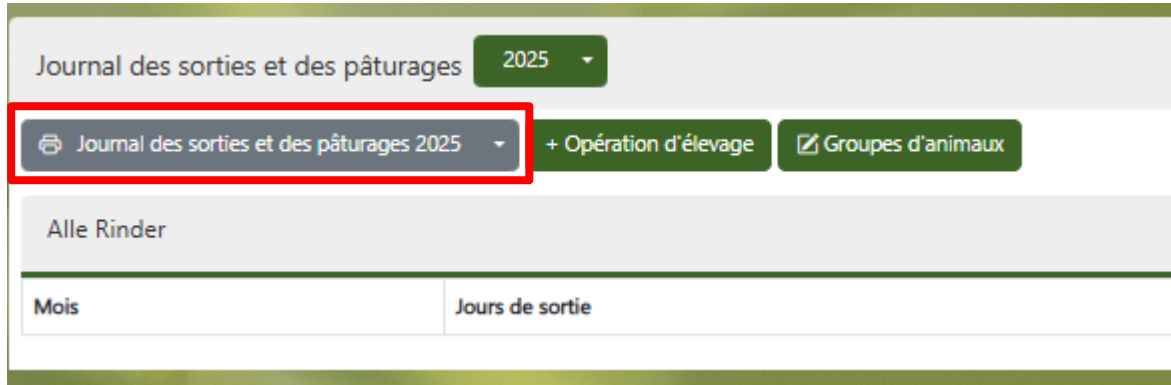 Journal des sorties et des pâturages 2025
Journal des sorties et des pâturages 2025 + Opération d'élevage Groupes d'animaux
Alle Rinder
Mois Jours de sortie